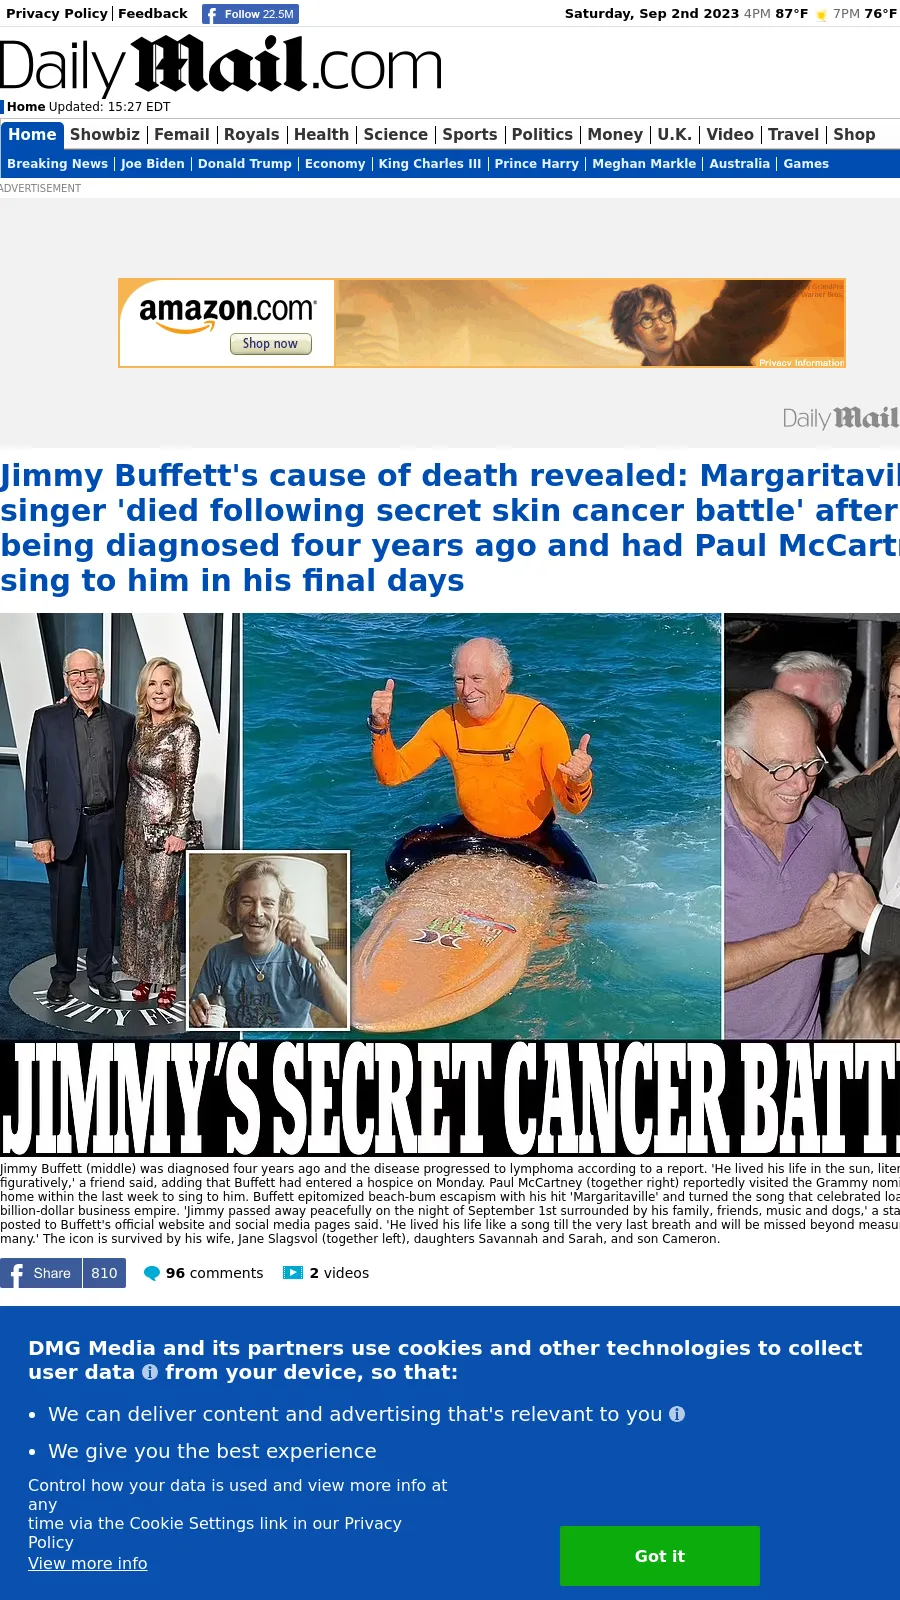 Privacy Policy | Feedback Follow 22.5M Saturday, Sep 2nd 2023 4PM 87°F 7PM 76°F
Daily Mail.com
Home Updated: 15:27 EDT
Home Showbiz Femail Royals Health Science Sports Politics Money U.K. Video Travel Shop
Breaking News Joe Biden Donald Trump Economy King Charles III Prince Harry Meghan Markle Australia Games
ADVERTISEMENT
amazon.com
Shop now
Privacy Information
Daily Mail
Jimmy Buffett's cause of death revealed: Margaritavil
singer 'died following secret skin cancer battle' after
being diagnosed four years ago and had Paul McCart
sing to him in his final days
VANITY FA
JIMMY'S SECRET CANCER BATT
Jimmy Buffett (middle) was diagnosed four years ago and the disease progressed to lymphoma according to a report. 'He lived his life in the sun, liter
figuratively,' a friend said, adding that Buffett had entered a hospice on Monday. Paul McCartney (together right) reportedly visited the Grammy nomi
home within the last week to sing to him. Buffett epitomized beach-bum escapism with his hit 'Margaritaville' and turned the song that celebrated loa
billion-dollar business empire. 'Jimmy passed away peacefully on the night of September 1st surrounded by his family, friends, music and dogs,' a sta
posted to Buffett's official website and social media pages said. 'He lived his life like a song till the very last breath and will be missed beyond measu
many.' The icon is survived by his wife, Jane Slagsvol (together left), daughters Savannah and Sarah, and son Cameron.
Share 810 96 comments 2 videos
DMG Media and its partners use cookies and other technologies to collect
user data from your device, so that:
• We can deliver content and advertising that's relevant to you
• We give you the best experience
Control how your data is used and view more info at
any
time via the Cookie Settings link in our Privacy
Policy
View more info
Got it